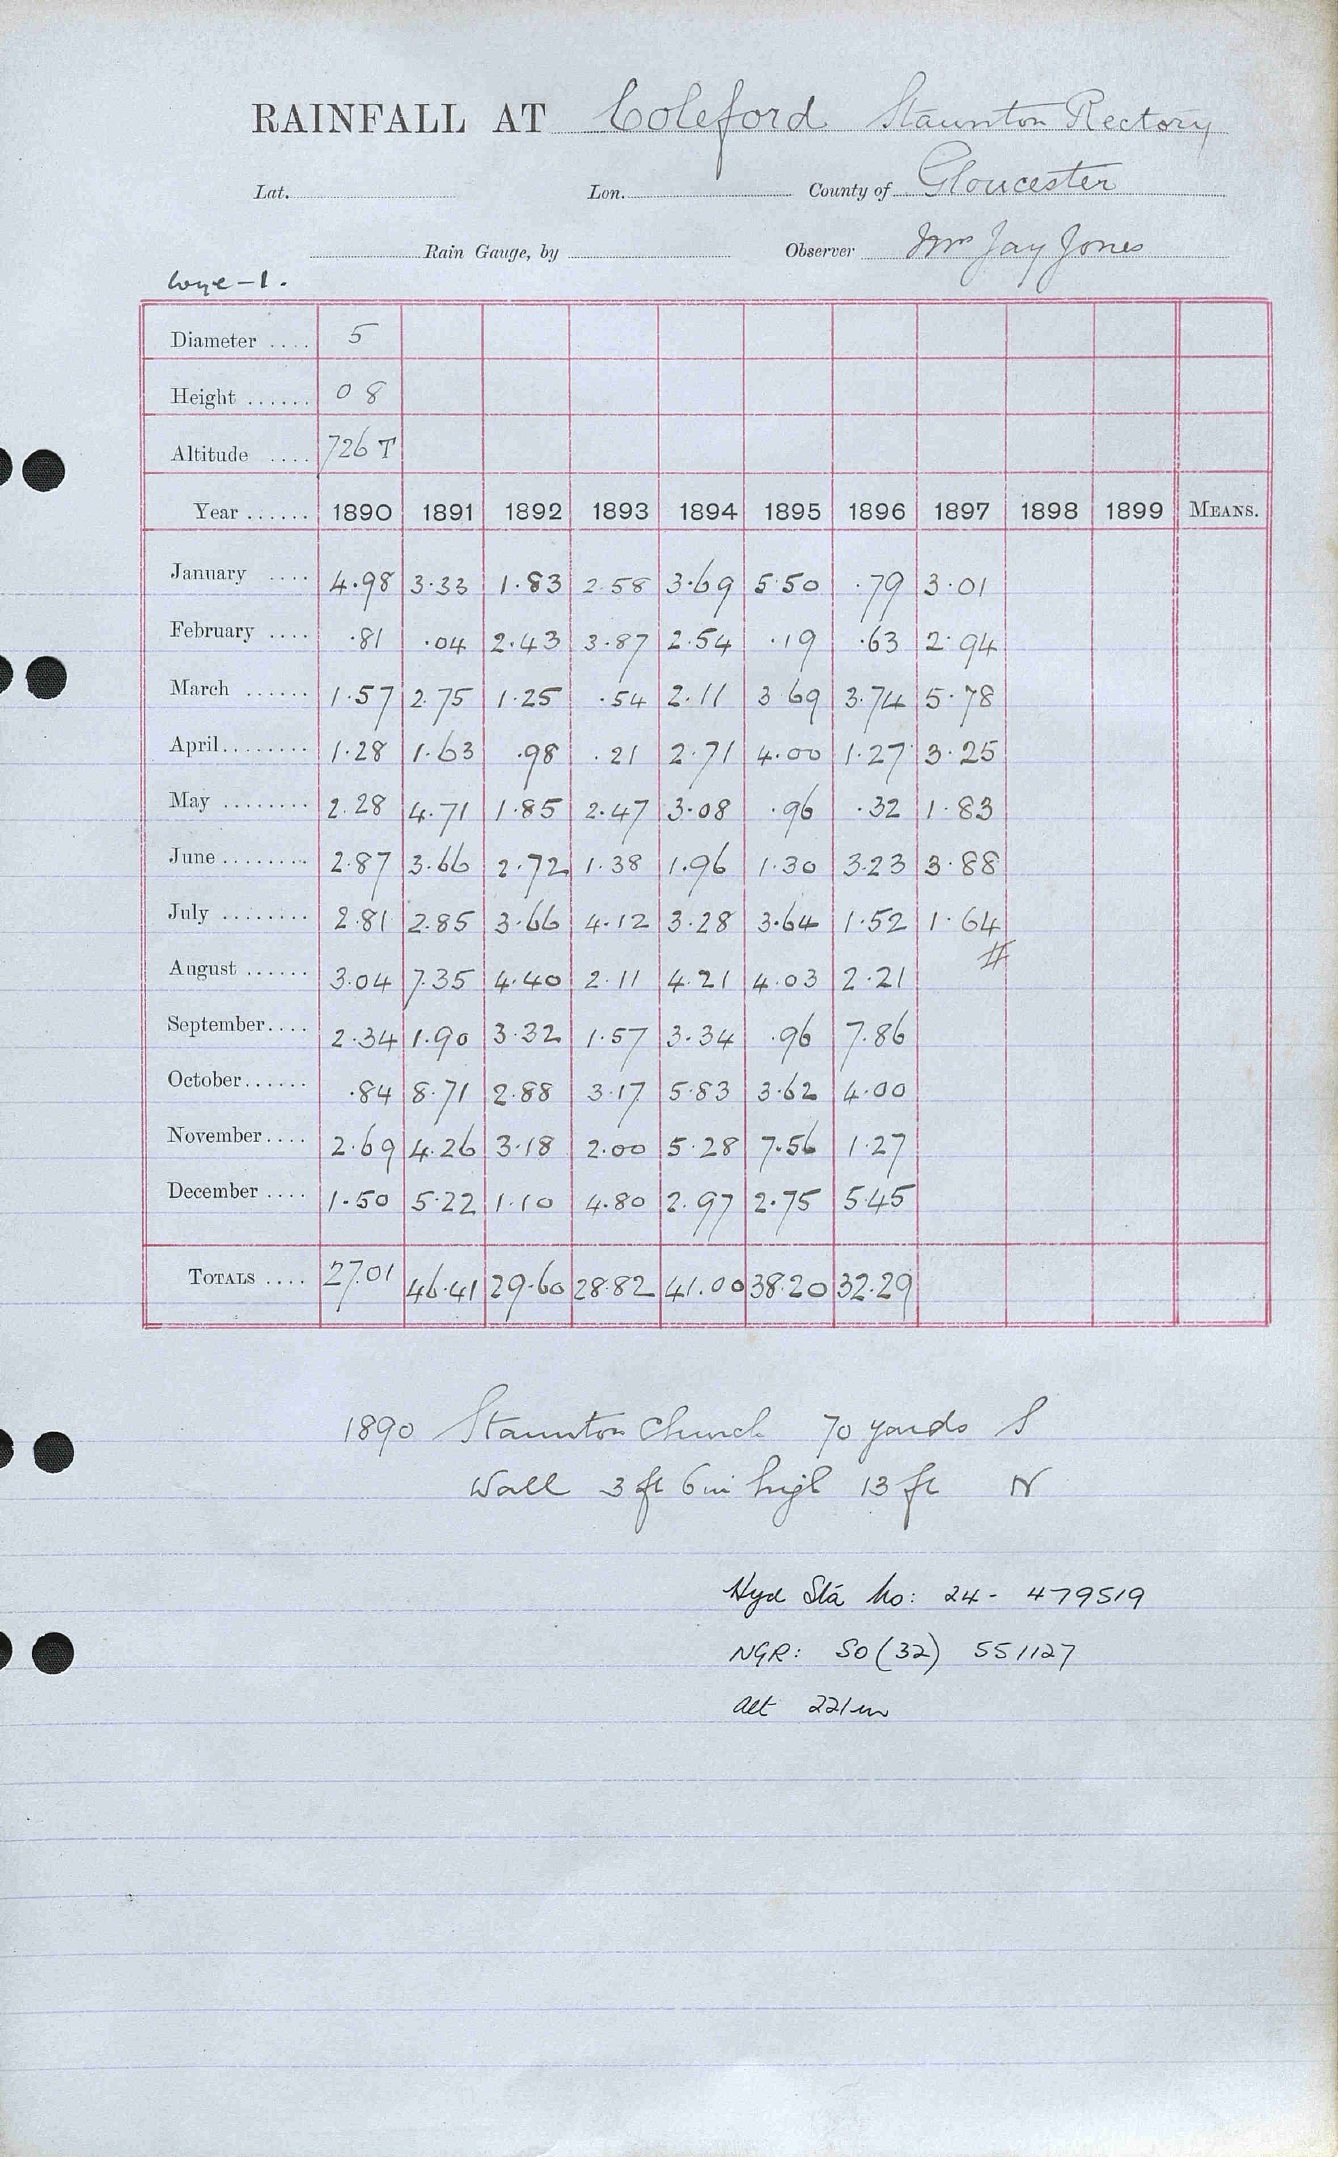 RAINFALL AT Coleford Staunton Rectory
Lat. Lon. County of Gloucester
Rain Gauge, by Observer Mrs Jay Jones
Wye - 1.
Diameter .... 5
Height ...... 0 8
Altitude .... 726 T
Year ...... 1890 1891 1892 1893 1894 1895 1896 1897 1898 1899 MEANS.
January .... 4.98 3.33 1.83 2.58 3.69 5.50 .79 3.01
February .... .81 .04 2.43 3.87 2.54 .19 .63 2.94
March ...... 1.57 2.75 1.25 .54 2.11 3.69 3.74 5.78
April........ 1.28 1.63 .98 .21 2.71 4.00 1.27 3.25
May ........ 2.28 4.71 1.85 2.47 3.08 .96 .32 1.83
June ........ 2.87 3.66 2.72 1.38 1.96 1.30 3.23 3.88
July ........ 2.81 2.85 3.66 4.12 3.28 3.64 1.52 1.64
#
August ...... 3.04 7.35 4.40 2.11 4.21 4.03 2.21
September.... 2.34 1.90 3.32 1.57 3.34 .96 7.86
October...... .84 8.71 2.88 3.17 5.83 3.62 4.00
November.... 2.69 4.26 3.18 2.00 5.28 7.56 1.27
December .... 1.50 5.22 1.10 4.80 2.97 2.75 5.45
TOTALS .... 27.01 46.41 29.60 28.82 41.00 38.20 32.29
1890 Staunton Church 70 yards S
Wall 3 ft 6 in high 13 ft N
Hyd Sta No: 24- 479519
NGR: SO (32) 551127
Alt 221m